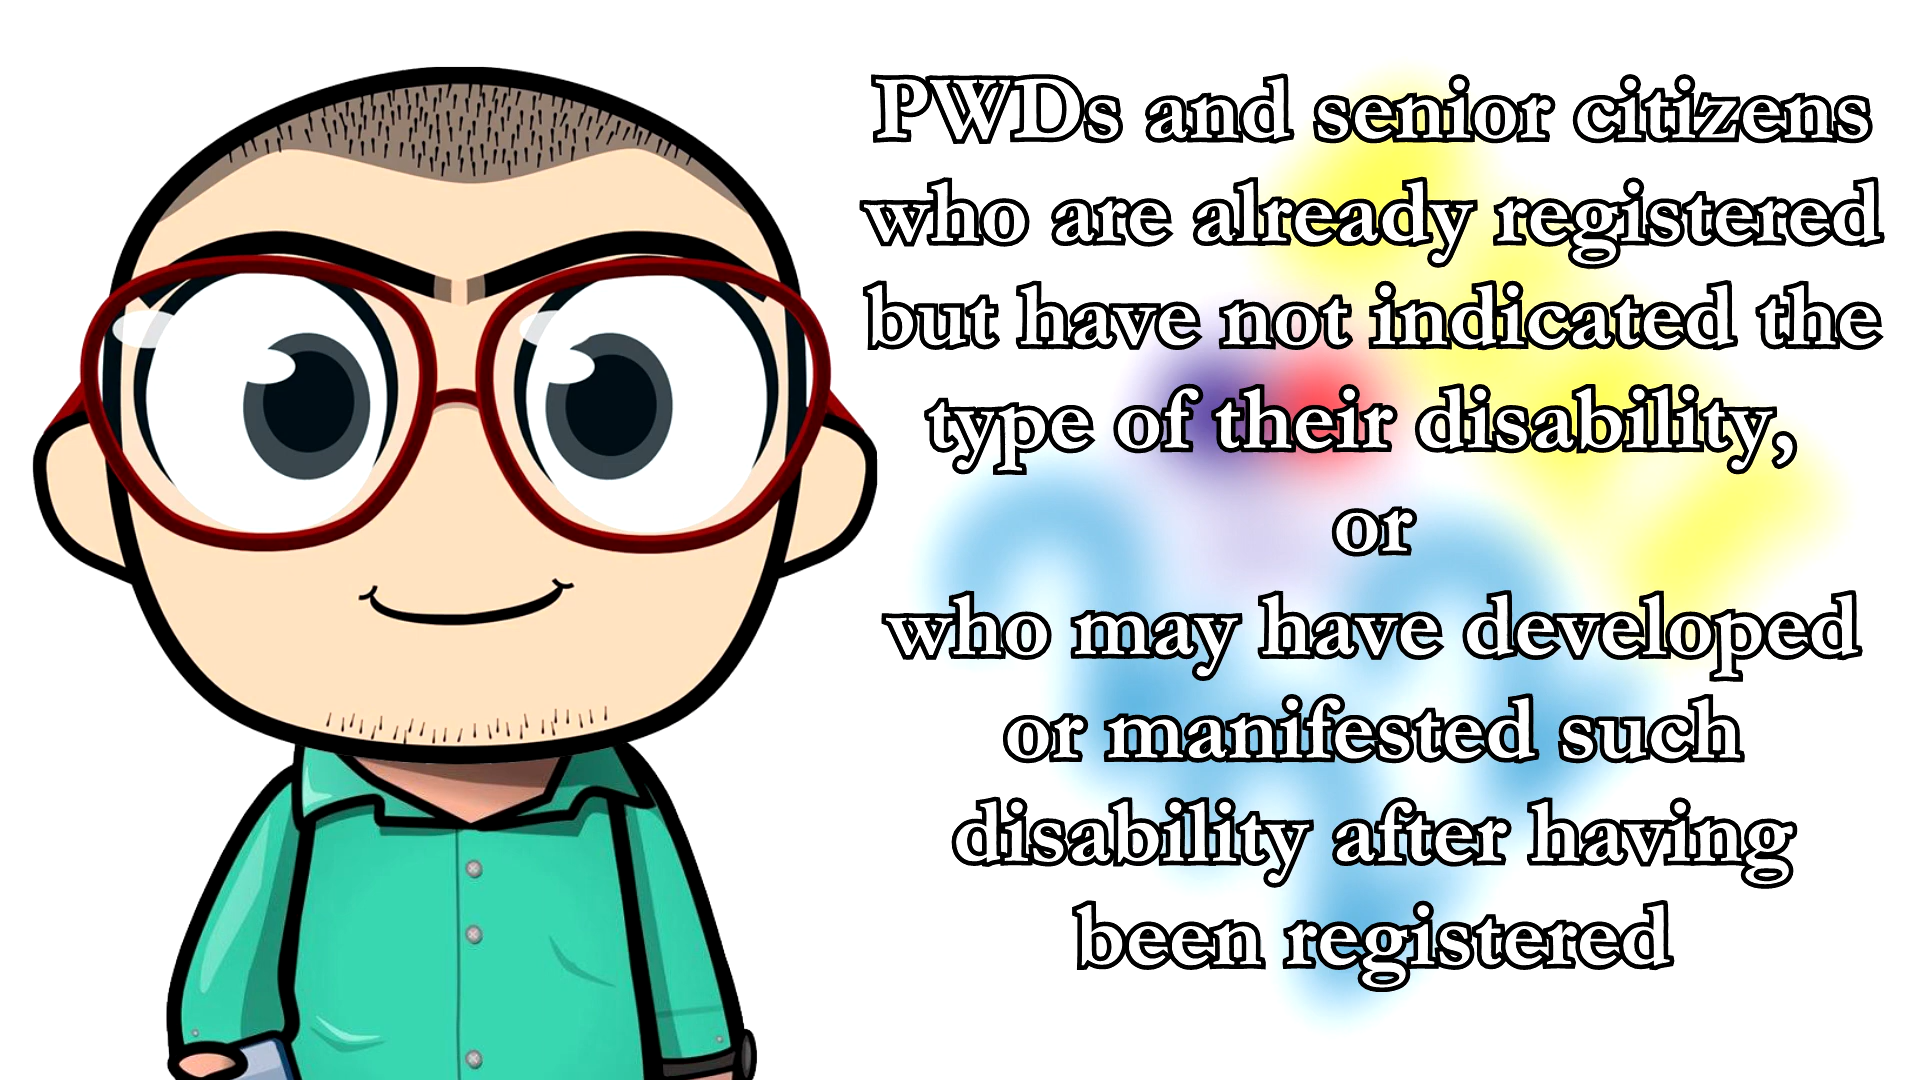 PWDs and senior citizens
who are already registered
but have not indicated the
type of their disability,
or
who may have developed
or manifested such
disability after having
been registered